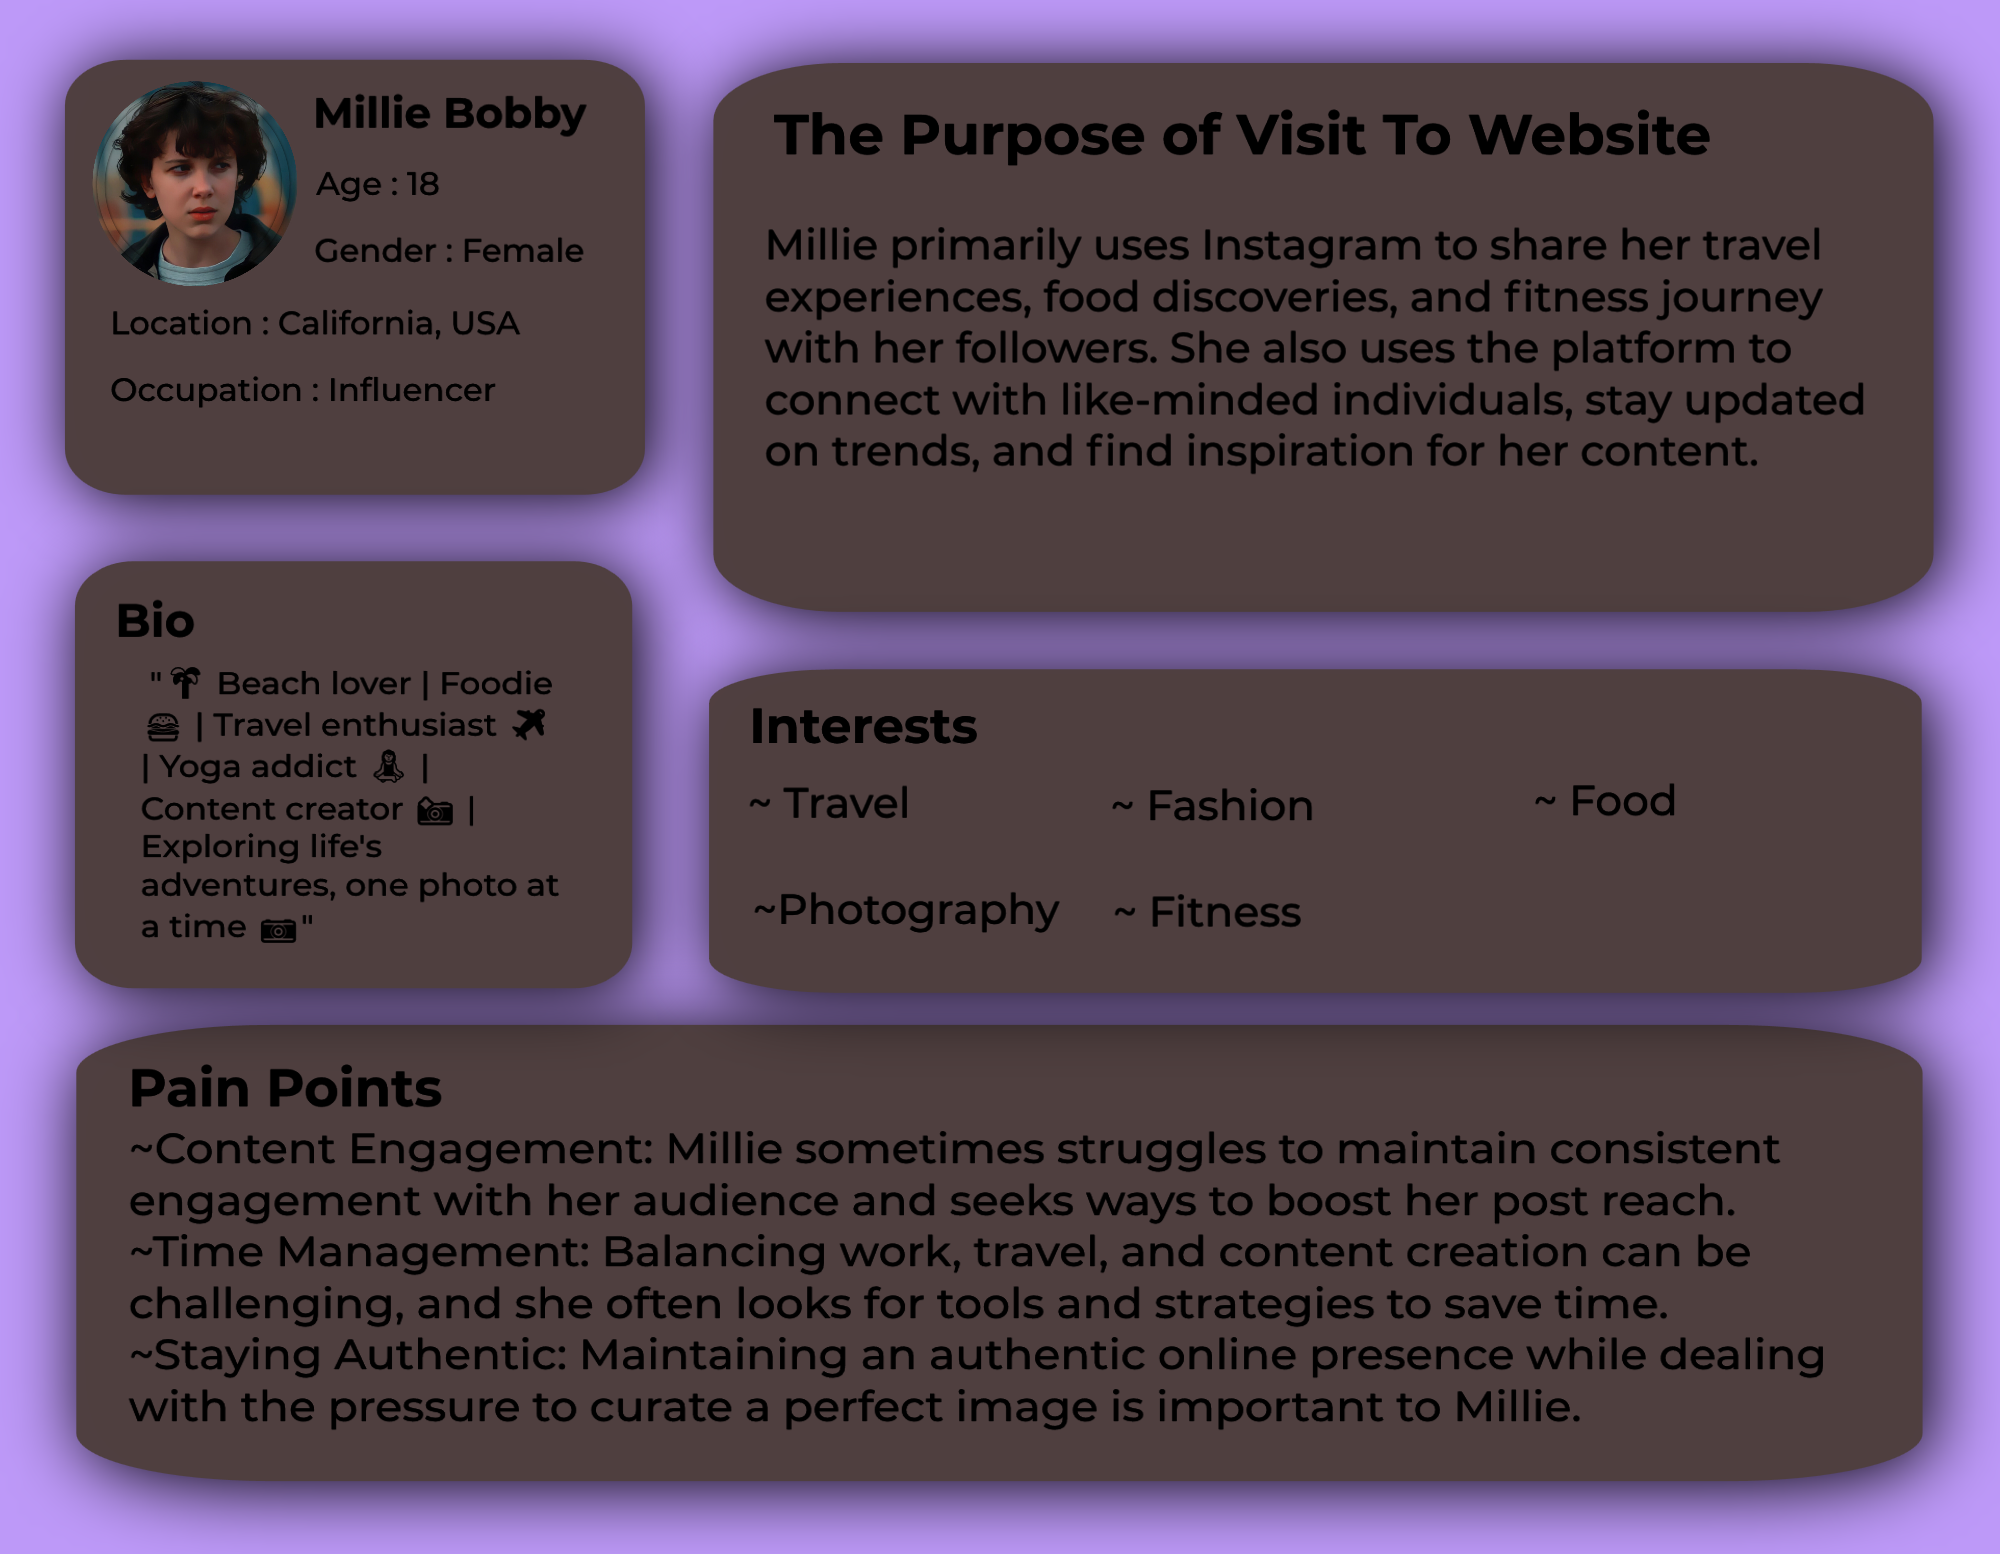 Millie Bobby
Age : 18
Gender : Female
Location : California, USA
Occupation : Influencer
The Purpose of Visit To Website
Millie primarily uses Instagram to share her travel
experiences, food discoveries, and fitness journey
with her followers. She also uses the platform to
connect with like-minded individuals, stay updated
on trends, and find inspiration for her content.
Bio
"🌴 Beach lover | Foodie
🍔 | Travel enthusiast ✈
| Yoga addict 🧘‍♀️ |
Content creator 📸 |
Exploring life's
adventures, one photo at
a time 📷"
Interests
~ Travel ~ Fashion ~ Food
~Photography ~ Fitness
Pain Points
~Content Engagement: Millie sometimes struggles to maintain consistent
engagement with her audience and seeks ways to boost her post reach.
~Time Management: Balancing work, travel, and content creation can be
challenging, and she often looks for tools and strategies to save time.
~Staying Authentic: Maintaining an authentic online presence while dealing
with the pressure to curate a perfect image is important to Millie.